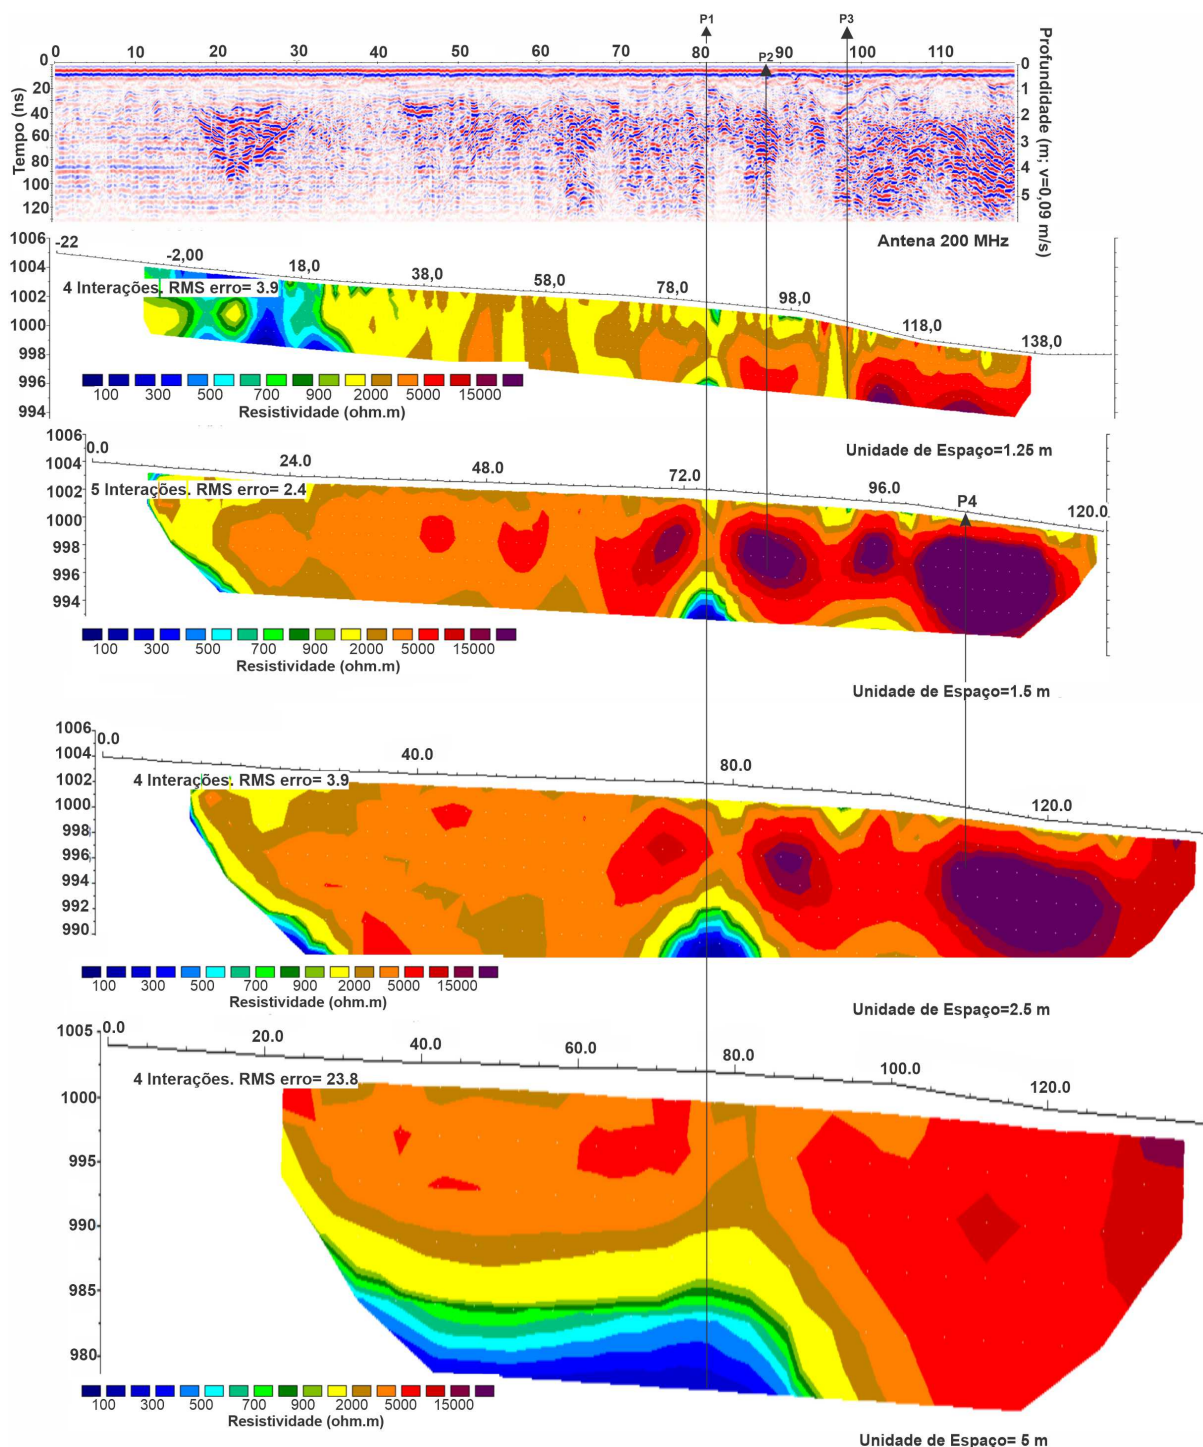 P1
P3
0 10 20 30 40 50 60 70 80 90 100 110
P2
Tempo (ns)
0
20
40
60
80
100
120
0
1
2
3
4
5
Profundidade (m; v=0,09 m/s)
Antena 200 MHz
1006
1004
1002
1000
998
996
994
-22 -2,00 18,0 38,0 58,0 78,0 98,0 118,0 138,0
4 Interações. RMS erro= 3.9
100 300 500 700 900 2000 5000 15000
Resistividade (ohm.m)
Unidade de Espaço=1.25 m
1006
1004
1002
1000
998
996
994
0.0 24.0 48.0 72.0 96.0 120.0
P4
5 Interações. RMS erro= 2.4
100 300 500 700 900 2000 5000 15000
Resistividade (ohm.m)
Unidade de Espaço=1.5 m
1006
1004
1002
1000
998
996
994
992
990
0.0 40.0 80.0 120.0
4 Interações. RMS erro= 3.9
100 300 500 700 900 2000 5000 15000
Resistividade (ohm.m)
Unidade de Espaço=2.5 m
1005
1000
995
990
985
980
0.0 20.0 40.0 60.0 80.0 100.0 120.0
4 Interações. RMS erro= 23.8
100 300 500 700 900 2000 5000 15000
Resistividade (ohm.m)
Unidade de Espaço= 5 m